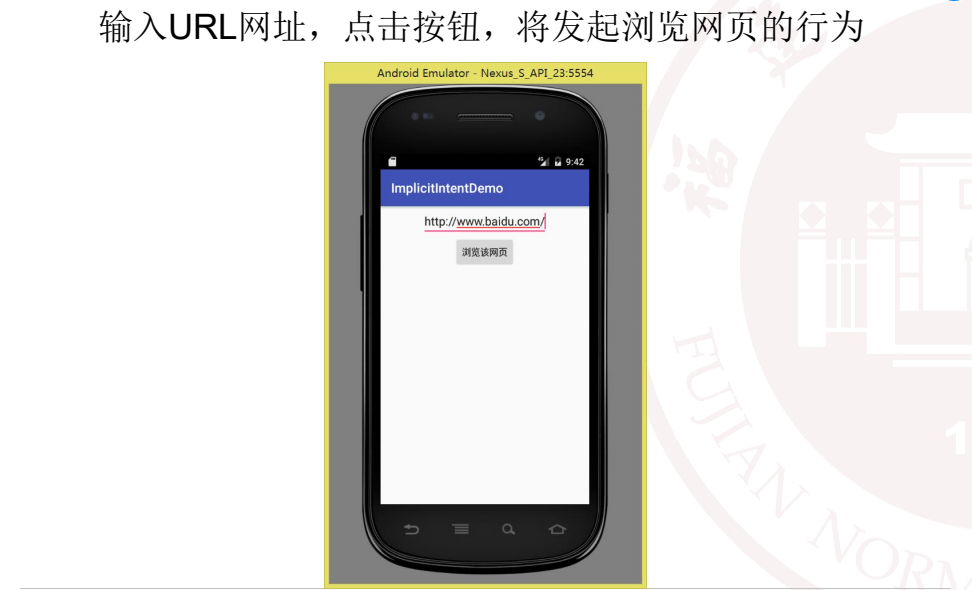 输入URL网址，点击按钮，将发起浏览网页的行为
Android Emulator - Nexus_S_API_23:5554
9:42
ImplicitIntentDemo
http://www.baidu.com/
浏览该网页
福
FUJIAN NORM
1